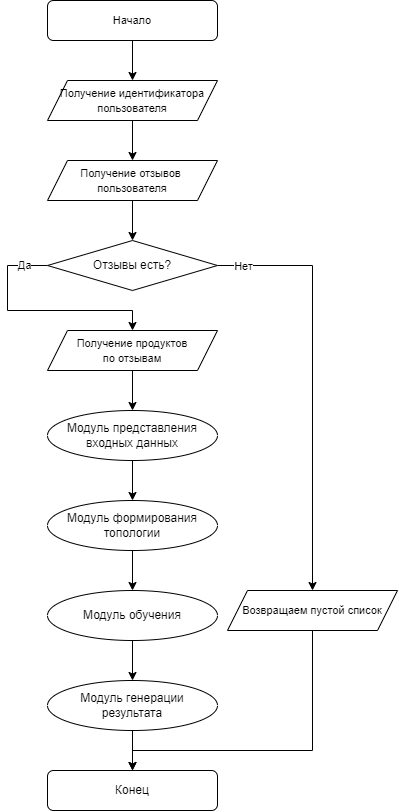 Начало
Получение идентификатора
пользователя
Получение отзывов
пользователя
Отзывы есть?
Да
Нет
Получение продуктов
по отзывам
Модуль представления
входных данных
Модуль формирования
топологии
Модуль обучения
Возвращаем пустой список
Модуль генерации
результата
Конец